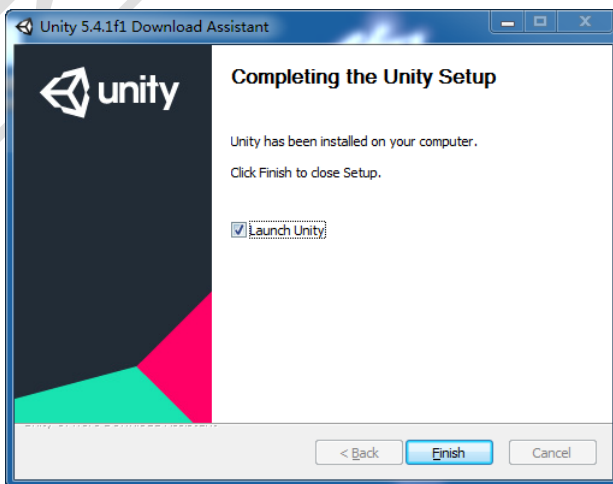 Unity 5.4.1f1 Download Assistant
unity
Completing the Unity Setup
Unity has been installed on your computer.
Click Finish to close Setup.
Launch Unity
< Back
Finish
Cancel